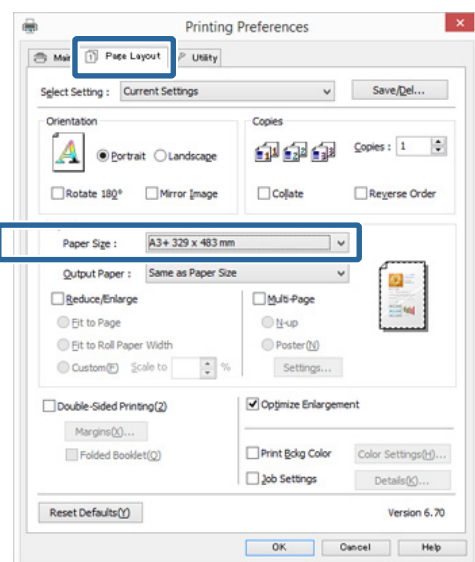 Printing Preferences
Main Page Layout Utility
Select Setting : Current Settings Save/Del...
Orientation Copies
Portrait Landscape Copies : 1
Rotate 180° Mirror Image Collate Reverse Order
Paper Size : A3+ 329 x 483 mm
Output Paper : Same as Paper Size
Reduce/Enlarge Multi-Page
Fit to Page N-up
Fit to Roll Paper Width Poster(N)
Custom(F) Scale to % Settings...
Double-Sided Printing(2) Optimize Enlargement
Margins(X)...
Folded Booklet(Q) Print Bckg Color Color Settings(H)...
Job Settings Details(K)...
Reset Defaults(Y) Version 6.70
OK Cancel Help